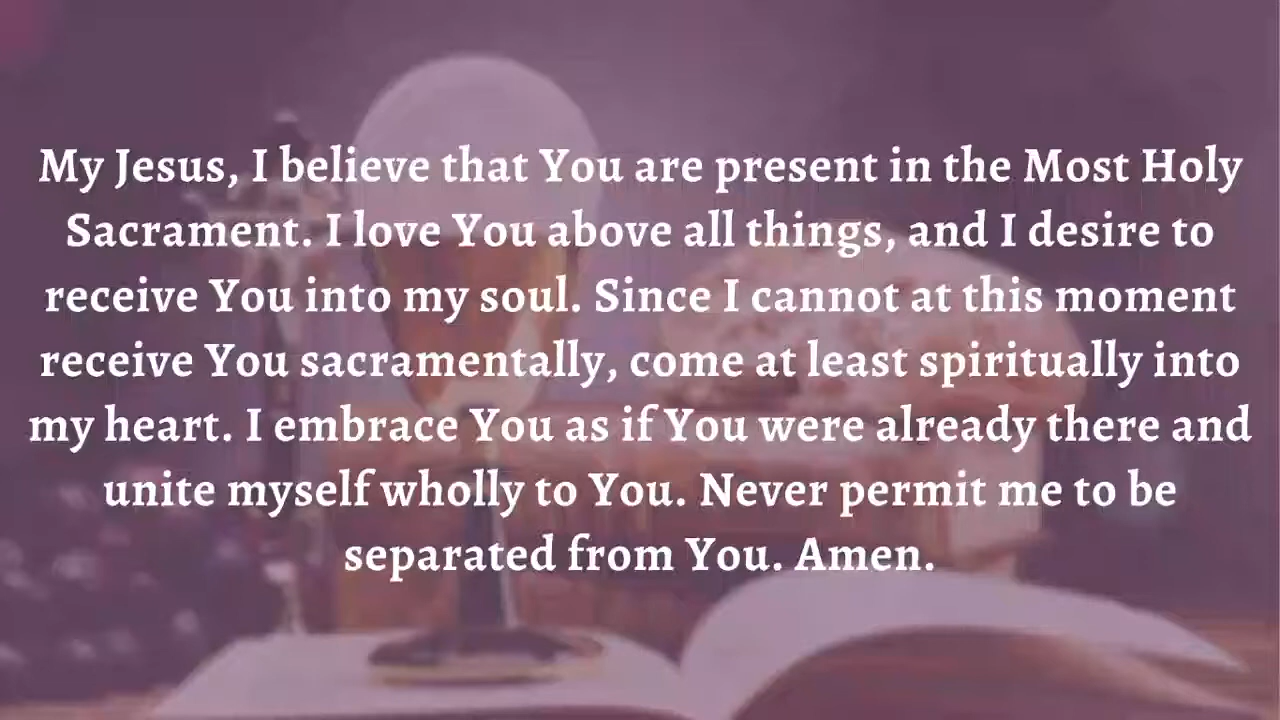 My Jesus, I believe that You are present in the Most Holy
Sacrament. I love You above all things, and I desire to
receive You into my soul. Since I cannot at this moment
receive You sacramentally, come at least spiritually into
my heart. I embrace You as if You were already there and
unite myself wholly to You. Never permit me to be
separated from You. Amen.